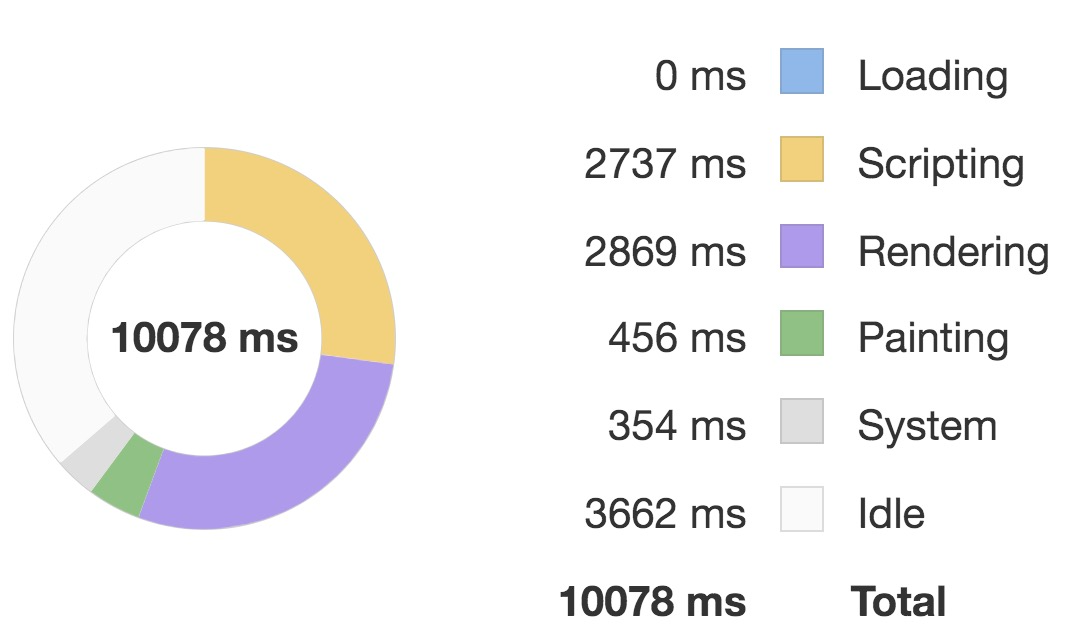 0 ms Loading
2737 ms Scripting
2869 ms Rendering
10078 ms
456 ms Painting
354 ms System
3662 ms Idle
10078 ms Total